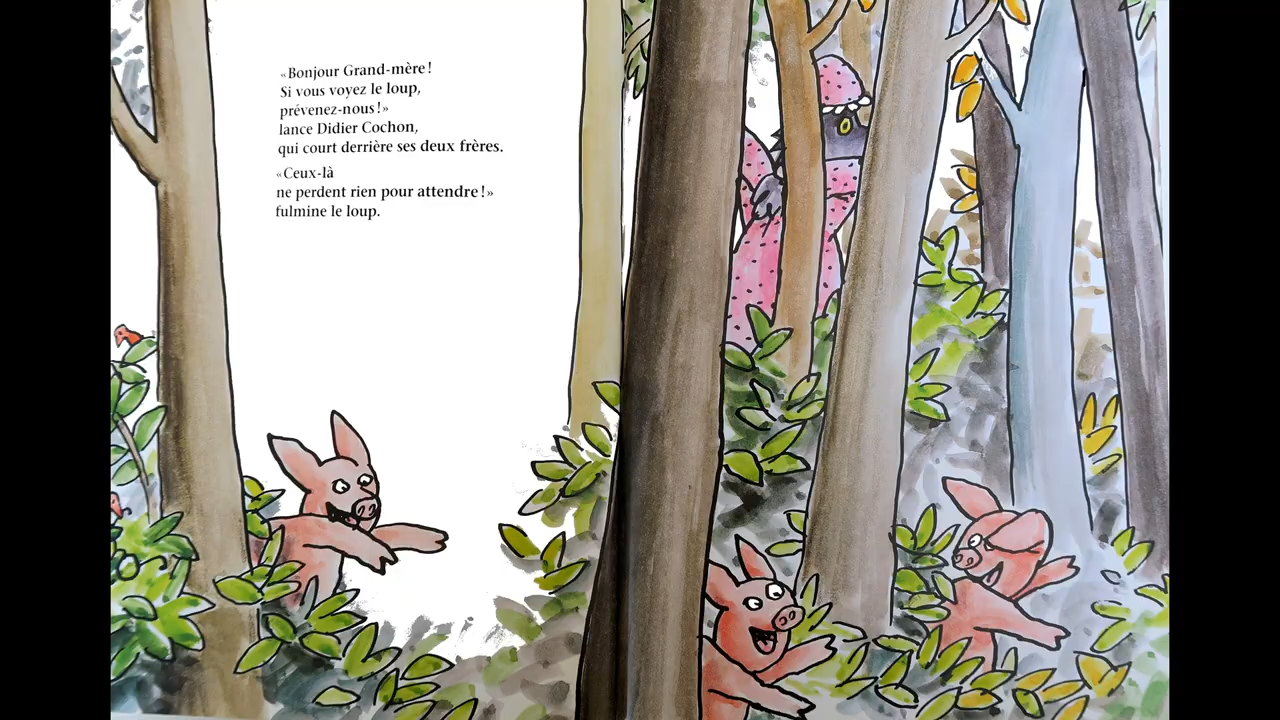 «Bonjour Grand-mère !
Si vous voyez le loup,
prévenez-nous !»
lance Didier Cochon,
qui court derrière ses deux frères.
«Ceux-là
ne perdent rien pour attendre !»
fulmine le loup.